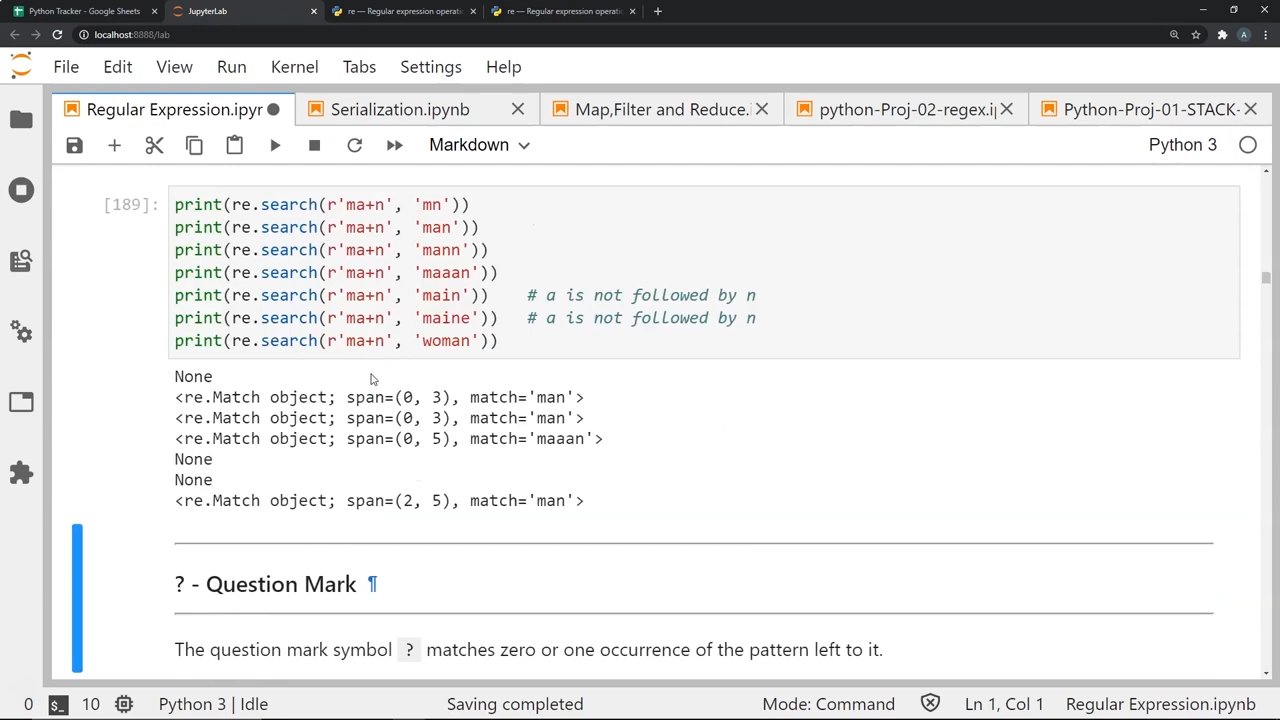 Python Tracker - Google Sheets
JupyterLab
re — Regular expression operatio
re — Regular expression operatio
localhost:8888/lab
A
File Edit View Run Kernel Tabs Settings Help
Regular Expression.ipyr
Serialization.ipynb
Map,Filter and Reduce.i
python-Proj-02-regex.ip
Python-Proj-01-STACK-
Markdown
Python 3
[189]:
print(re.search(r'ma+n', 'mn'))
print(re.search(r'ma+n', 'man'))
print(re.search(r'ma+n', 'mann'))
print(re.search(r'ma+n', 'maaan'))
print(re.search(r'ma+n', 'main')) # a is not followed by n
print(re.search(r'ma+n', 'maine')) # a is not followed by n
print(re.search(r'ma+n', 'woman'))
None
<re.Match object; span=(0, 3), match='man'>
<re.Match object; span=(0, 3), match='man'>
<re.Match object; span=(0, 5), match='maaan'>
None
None
<re.Match object; span=(2, 5), match='man'>
? - Question Mark ¶
The question mark symbol ? matches zero or one occurrence of the pattern left to it.
0 $_ 10 Python 3 | Idle Saving completed Mode: Command Ln 1, Col 1 Regular Expression.ipynb